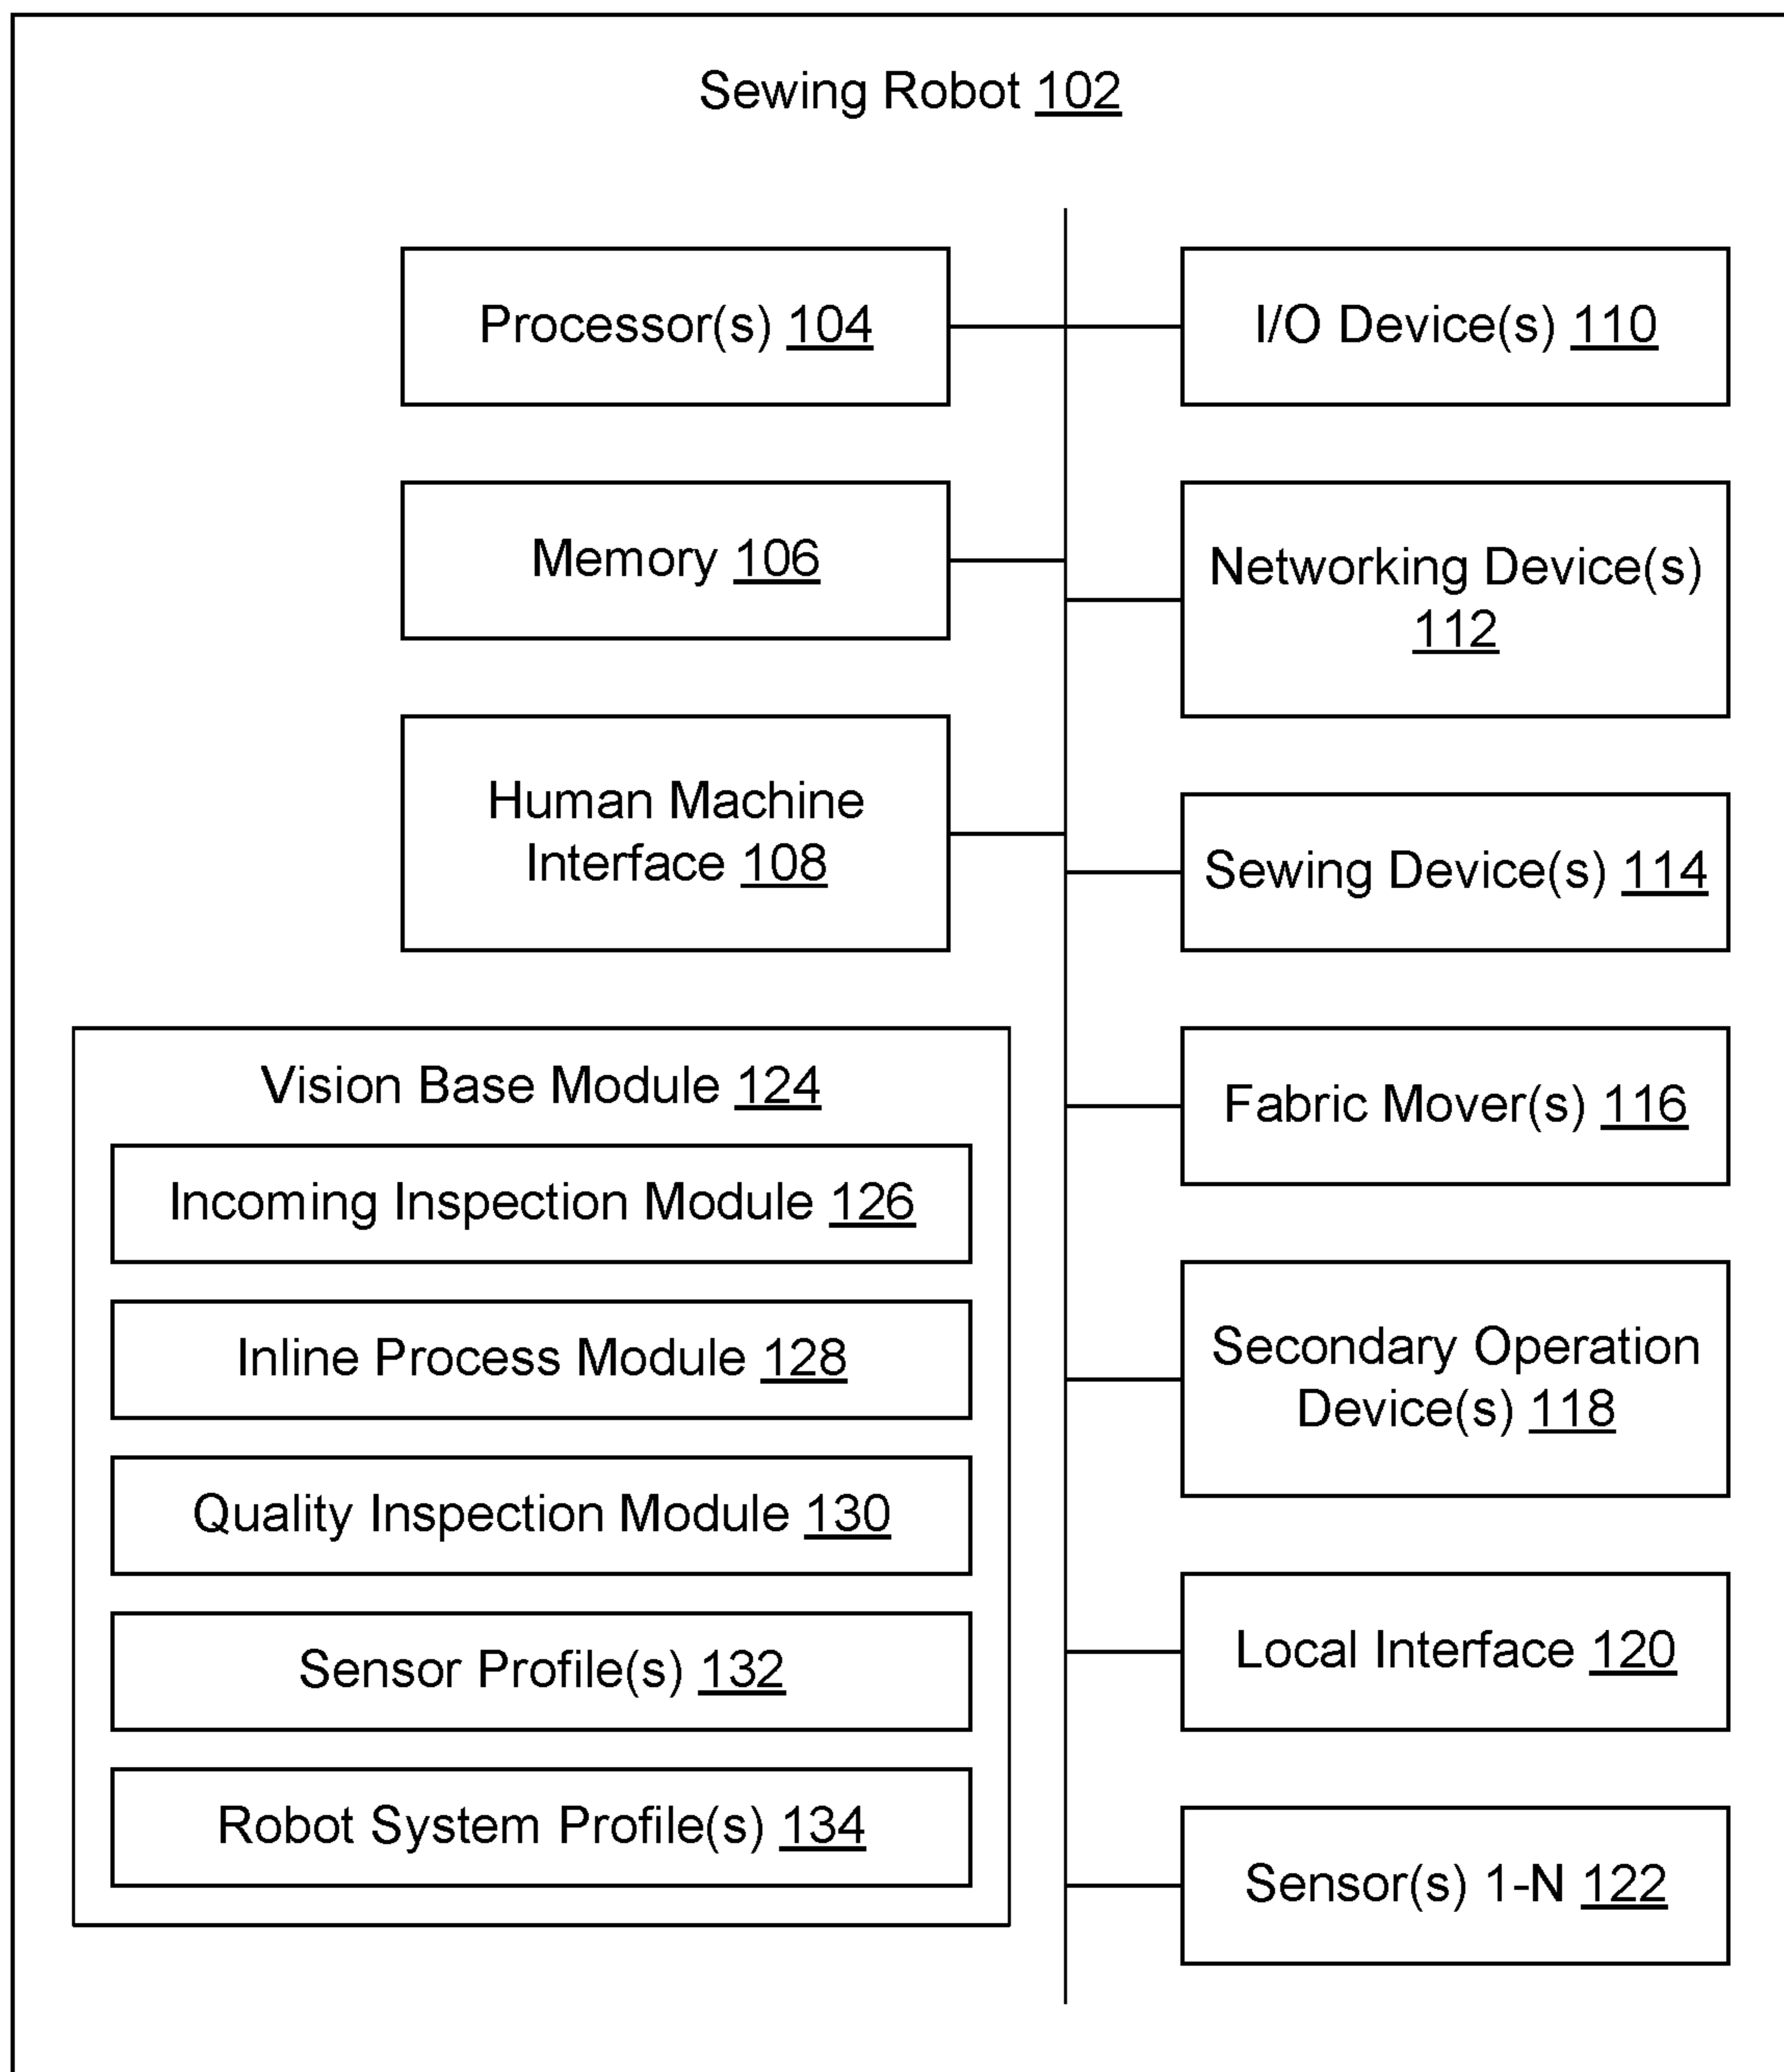 Sewing Robot 102
Processor(s) 104
Memory 106
Human Machine
Interface 108
Vision Base Module 124
Incoming Inspection Module 126
Inline Process Module 128
Quality Inspection Module 130
Sensor Profile(s) 132
Robot System Profile(s) 134
I/O Device(s) 110
Networking Device(s)
112
Sewing Device(s) 114
Fabric Mover(s) 116
Secondary Operation
Device(s) 118
Local Interface 120
Sensor(s) 1-N 122